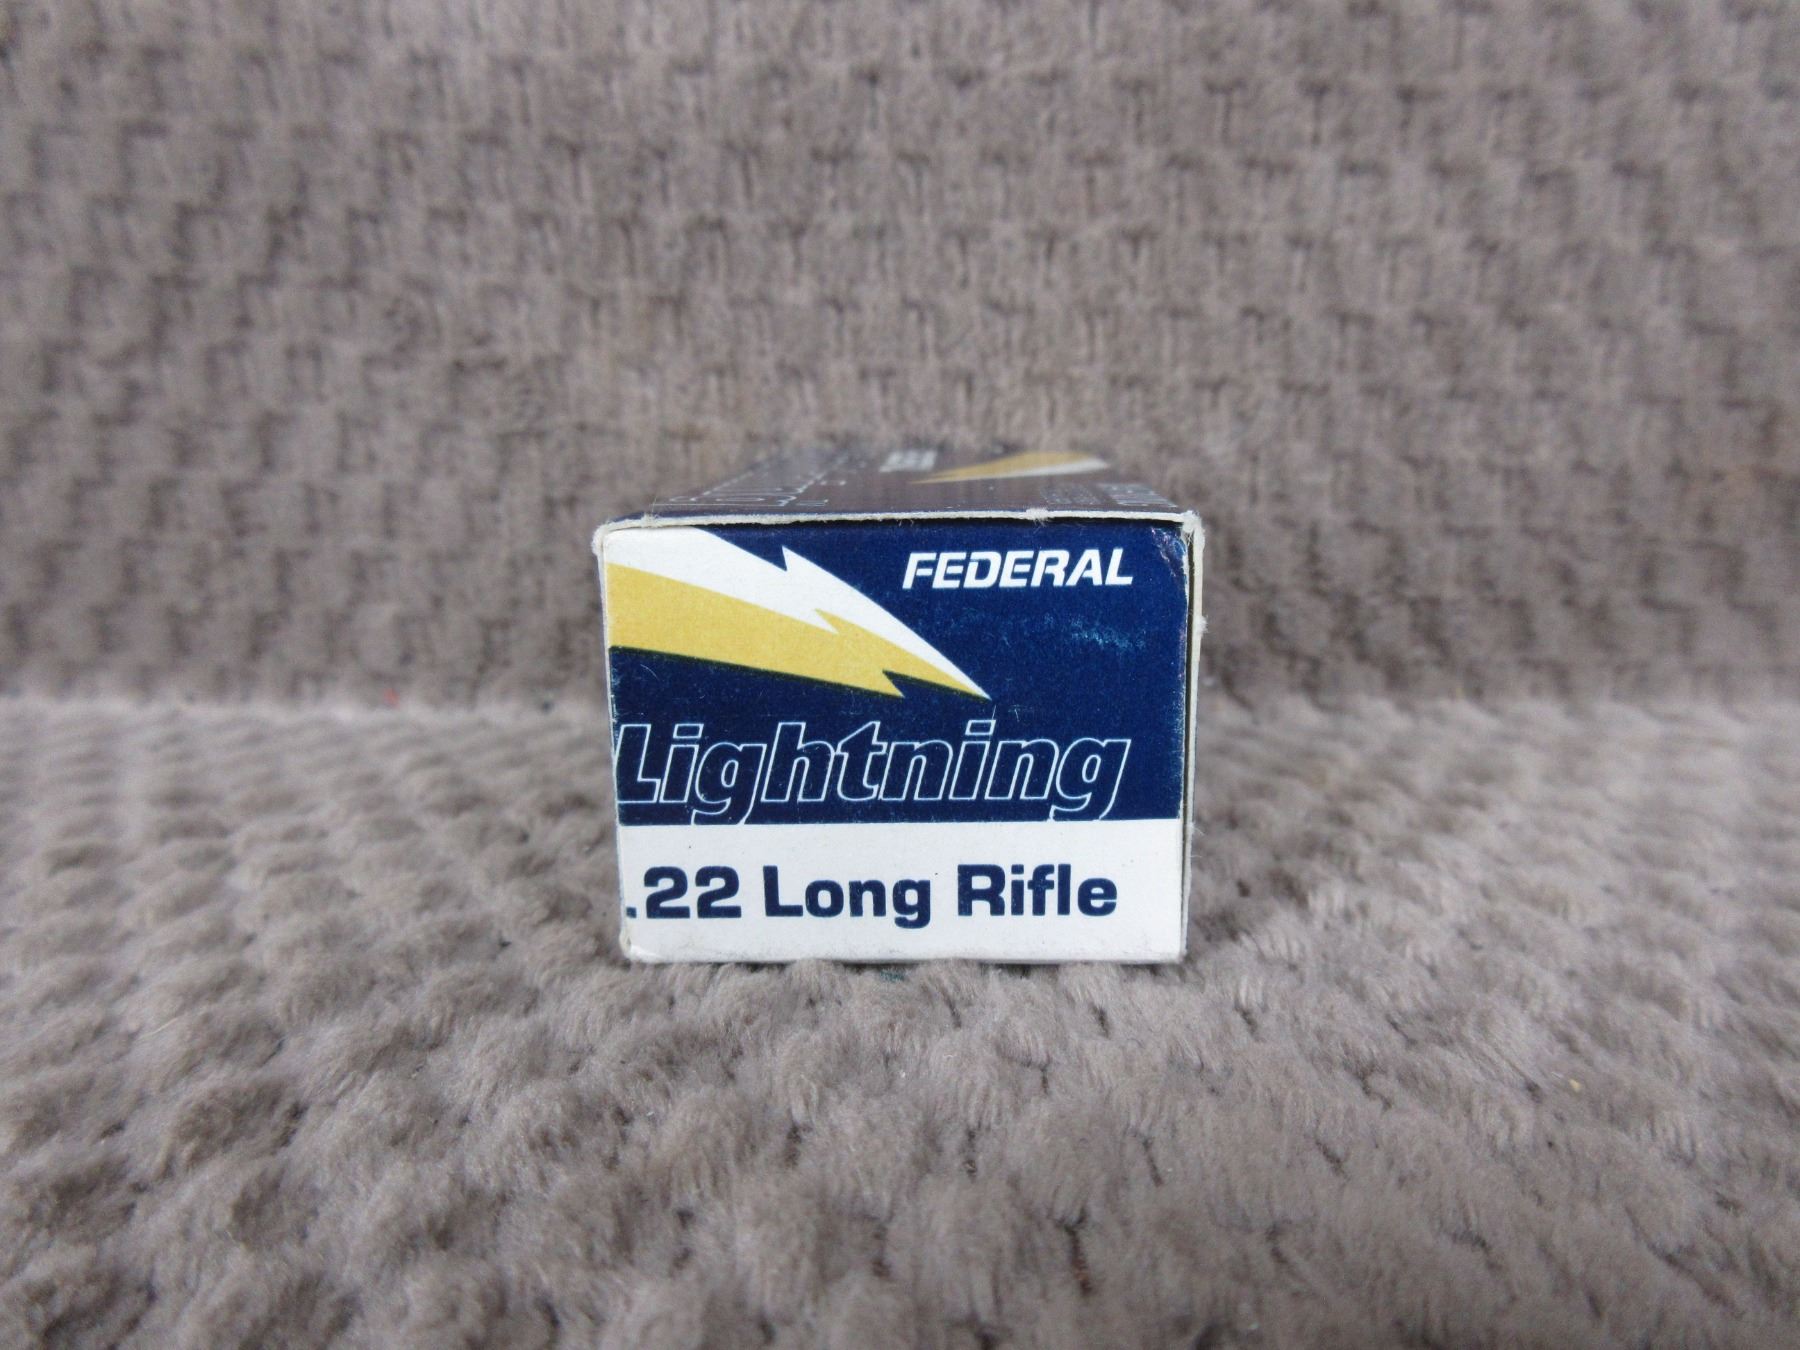 FEDERAL
Lightning
.22 Long Rifle